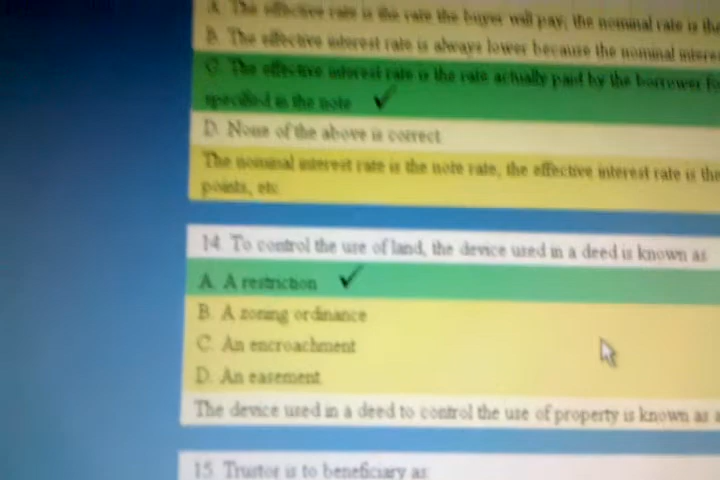 A. The effective rate is the rate the buyer will pay; the nominal rate is the
B. The effective interest rate is always lower because the nominal
C. The effective interest rate is the rate actually paid by the borrower
specified in the note
D. None of the above is correct
The nominal interest rate is the note rate, the effective interest rate is the
points, etc.
14. To control the use of land, the device used in a deed is known as
A. A restriction
B. A zoning ordinance
C. An encroachment
D. An easement
The device used in a deed to control the use of property is known as a
15. Trustor is to beneficiary as